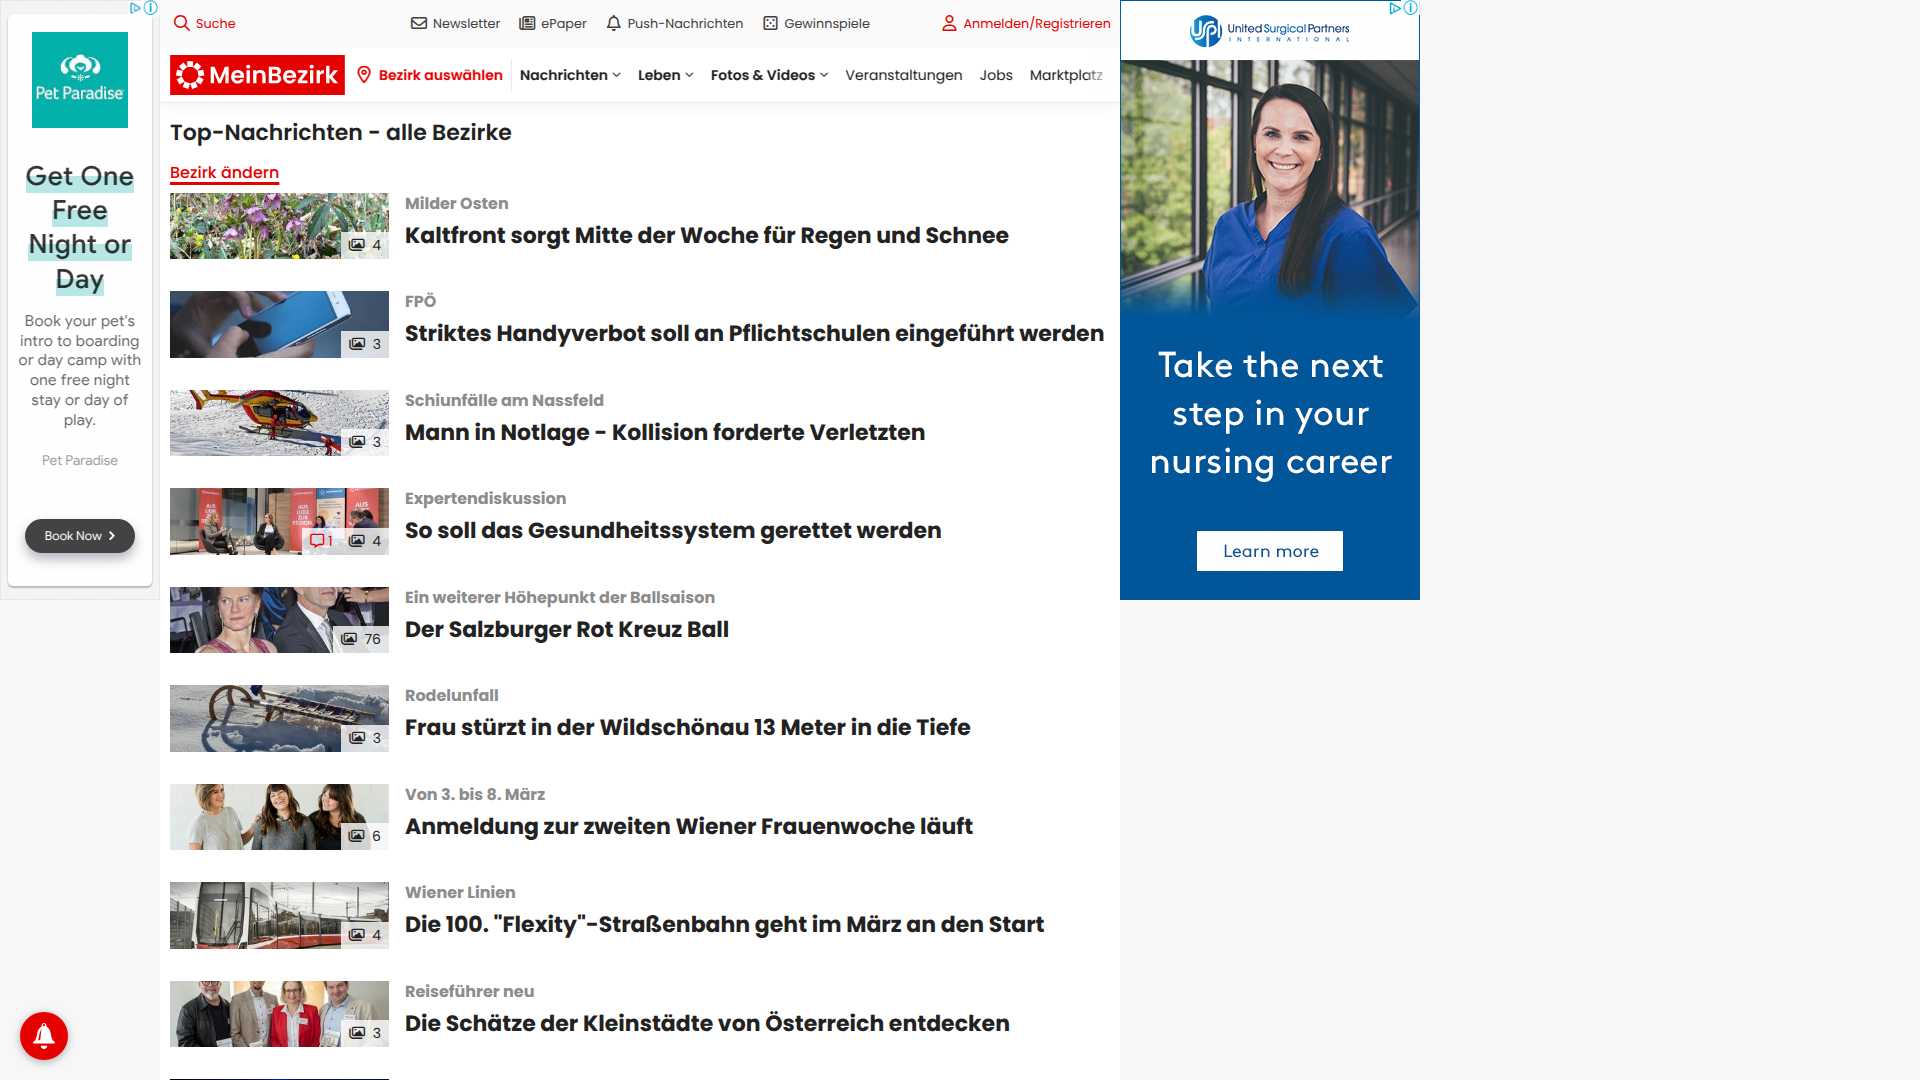 Suche
Newsletter
ePaper
Push-Nachrichten
Gewinnspiele
Anmelden/Registrieren
MeinBezirk
Bezirk auswählen
Nachrichten
Leben
Fotos & Videos
Veranstaltungen
Jobs
Marktplatz
Pet Paradise
Get One
Free
Night or
Day
Book your pet's
intro to boarding
or day camp with
one free night
stay or day of
play.
Pet Paradise
Book Now
Top-Nachrichten - alle Bezirke
Bezirk ändern
4
Milder Osten
Kaltfront sorgt Mitte der Woche für Regen und Schnee
3
FPÖ
Striktes Handyverbot soll an Pflichtschulen eingeführt werden
3
Schiunfälle am Nassfeld
Mann in Notlage - Kollision forderte Verletzten
1
4
Expertendiskussion
So soll das Gesundheitssystem gerettet werden
76
Ein weiterer Höhepunkt der Ballsaison
Der Salzburger Rot Kreuz Ball
3
Rodelunfall
Frau stürzt in der Wildschönau 13 Meter in die Tiefe
6
Von 3. bis 8. März
Anmeldung zur zweiten Wiener Frauenwoche läuft
4
Wiener Linien
Die 100. "Flexity"-Straßenbahn geht im März an den Start
3
Reiseführer neu
Die Schätze der Kleinstädte von Österreich entdecken
USPI
United Surgical Partners
INTERNATIONAL
Take the next
step in your
nursing career
Learn more